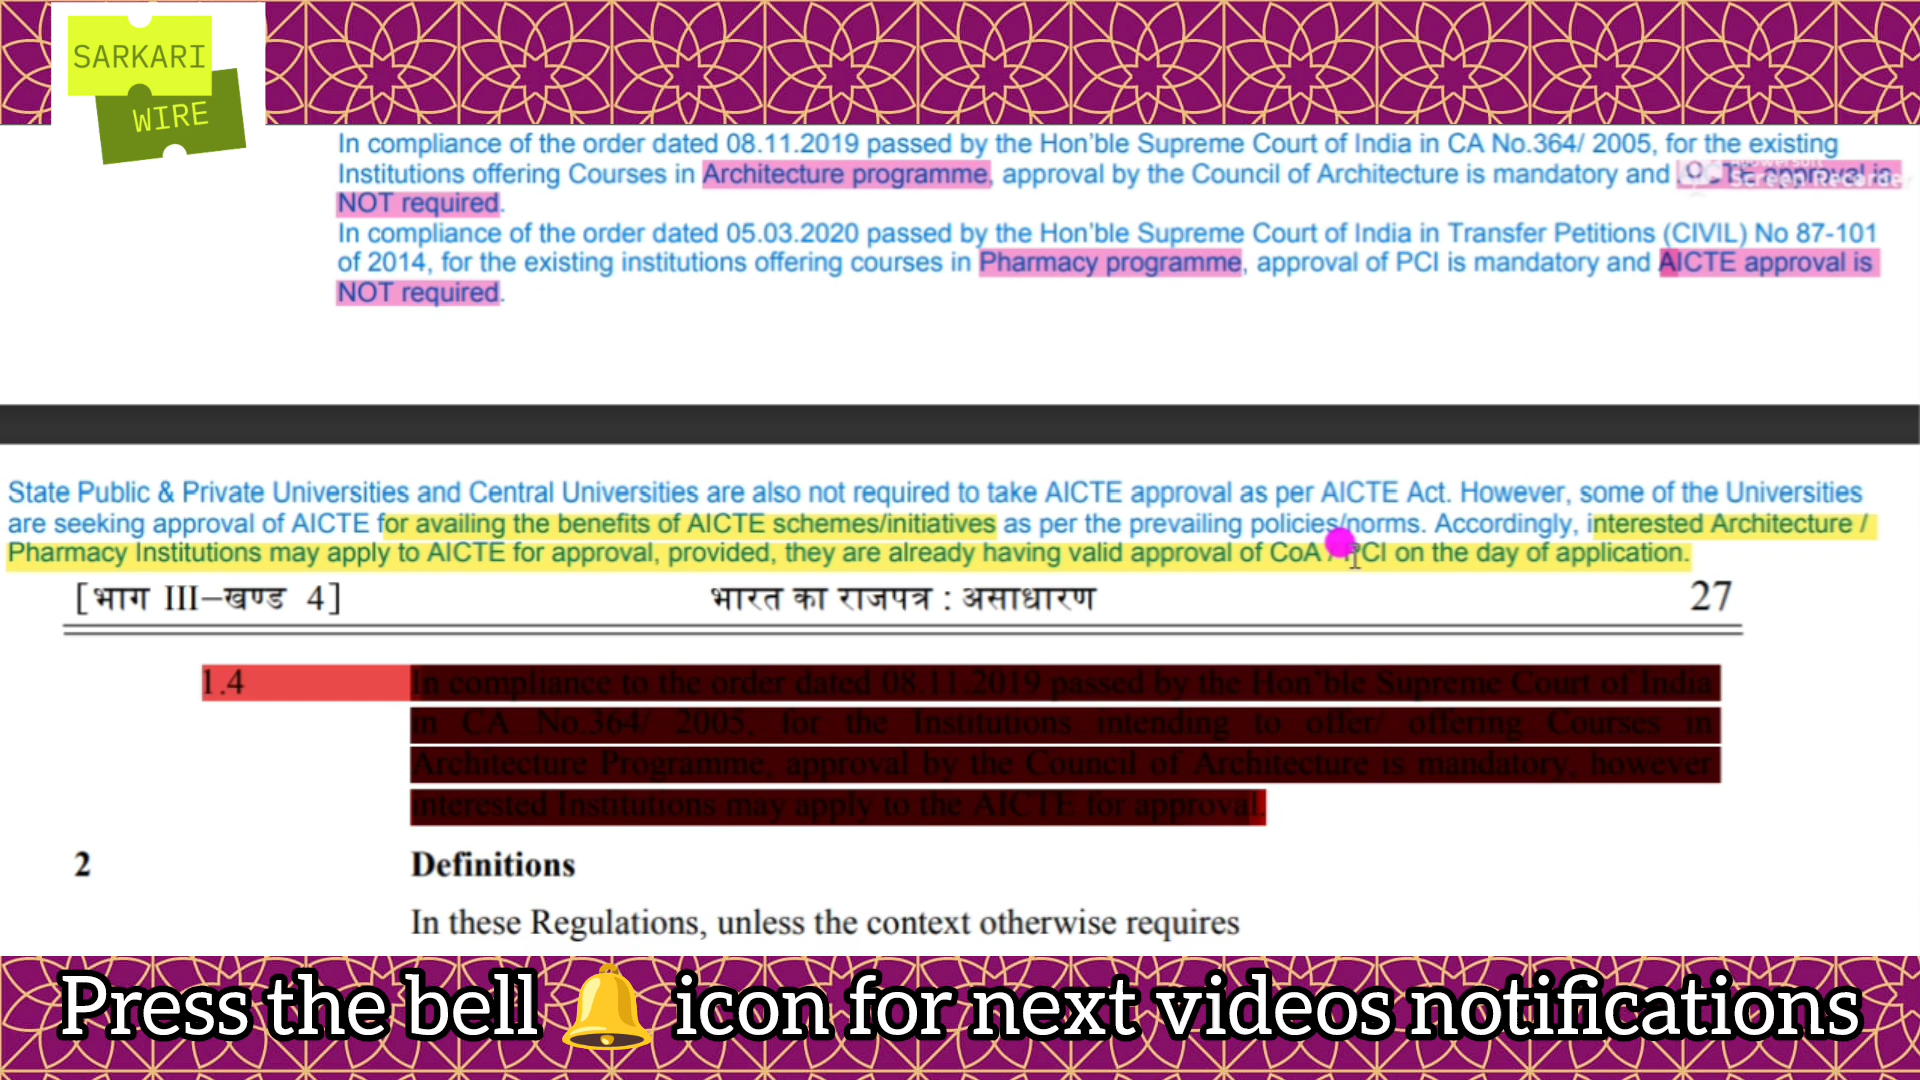 SARKARI
WIRE
In compliance of the order dated 08.11.2019 passed by the Hon'ble Supreme Court of India in CA No.364/ 2005, for the existing
Institutions offering Courses in Architecture programme, approval by the Council of Architecture is mandatory and approval is
Screen Recorder
NOT required.
In compliance of the order dated 05.03.2020 passed by the Hon'ble Supreme Court of India in Transfer Petitions (CIVIL) No 87-101
of 2014, for the existing institutions offering courses in Pharmacy programme, approval of PCI is mandatory and AICTE approval is
NOT required.
State Public & Private Universities and Central Universities are also not required to take AICTE approval as per AICTE Act. However, some of the Universities
are seeking approval of AICTE for availing the benefits of AICTE schemes/initiatives as per the prevailing policies/norms. Accordingly, interested Architecture /
Pharmacy Institutions may apply to AICTE for approval, provided, they are already having valid approval of CoA / PCI on the day of application.
[भाग III—खण्ड 4] भारत का राजपत्र : असाधारण 27
1.4 In compliance to the order dated 08.11.2019 passed by the Hon'ble Supreme Court of India
in CA No.364/ 2005, for the Institutions intending to offer/ offering Courses in
Architecture Programme, approval by the Council of Architecture is mandatory, however
interested Institutions may apply to the AICTE for approval.
2 Definitions
In these Regulations, unless the context otherwise requires
Press the bell icon for next videos notifications